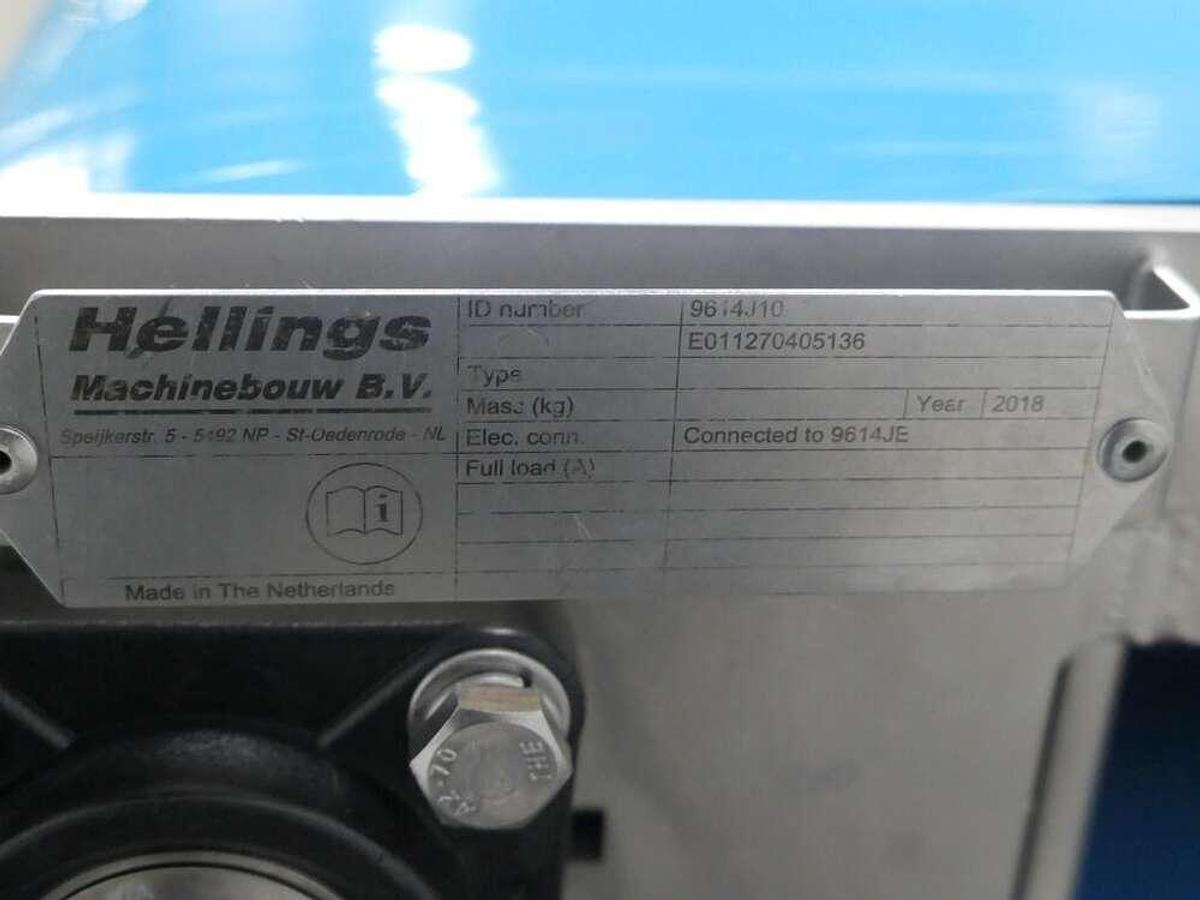 Hellings
Machinebouw B.V.
Speijkerstr. 5 - 5492 NP - St-Oedenrode - NL
i
Made in The Netherlands
ID number 9614J10
E011270405136
Type
Mass (kg) Year 2018
Elec. conn. Connected to 9614JE
Full load (A)
A2-70
THE